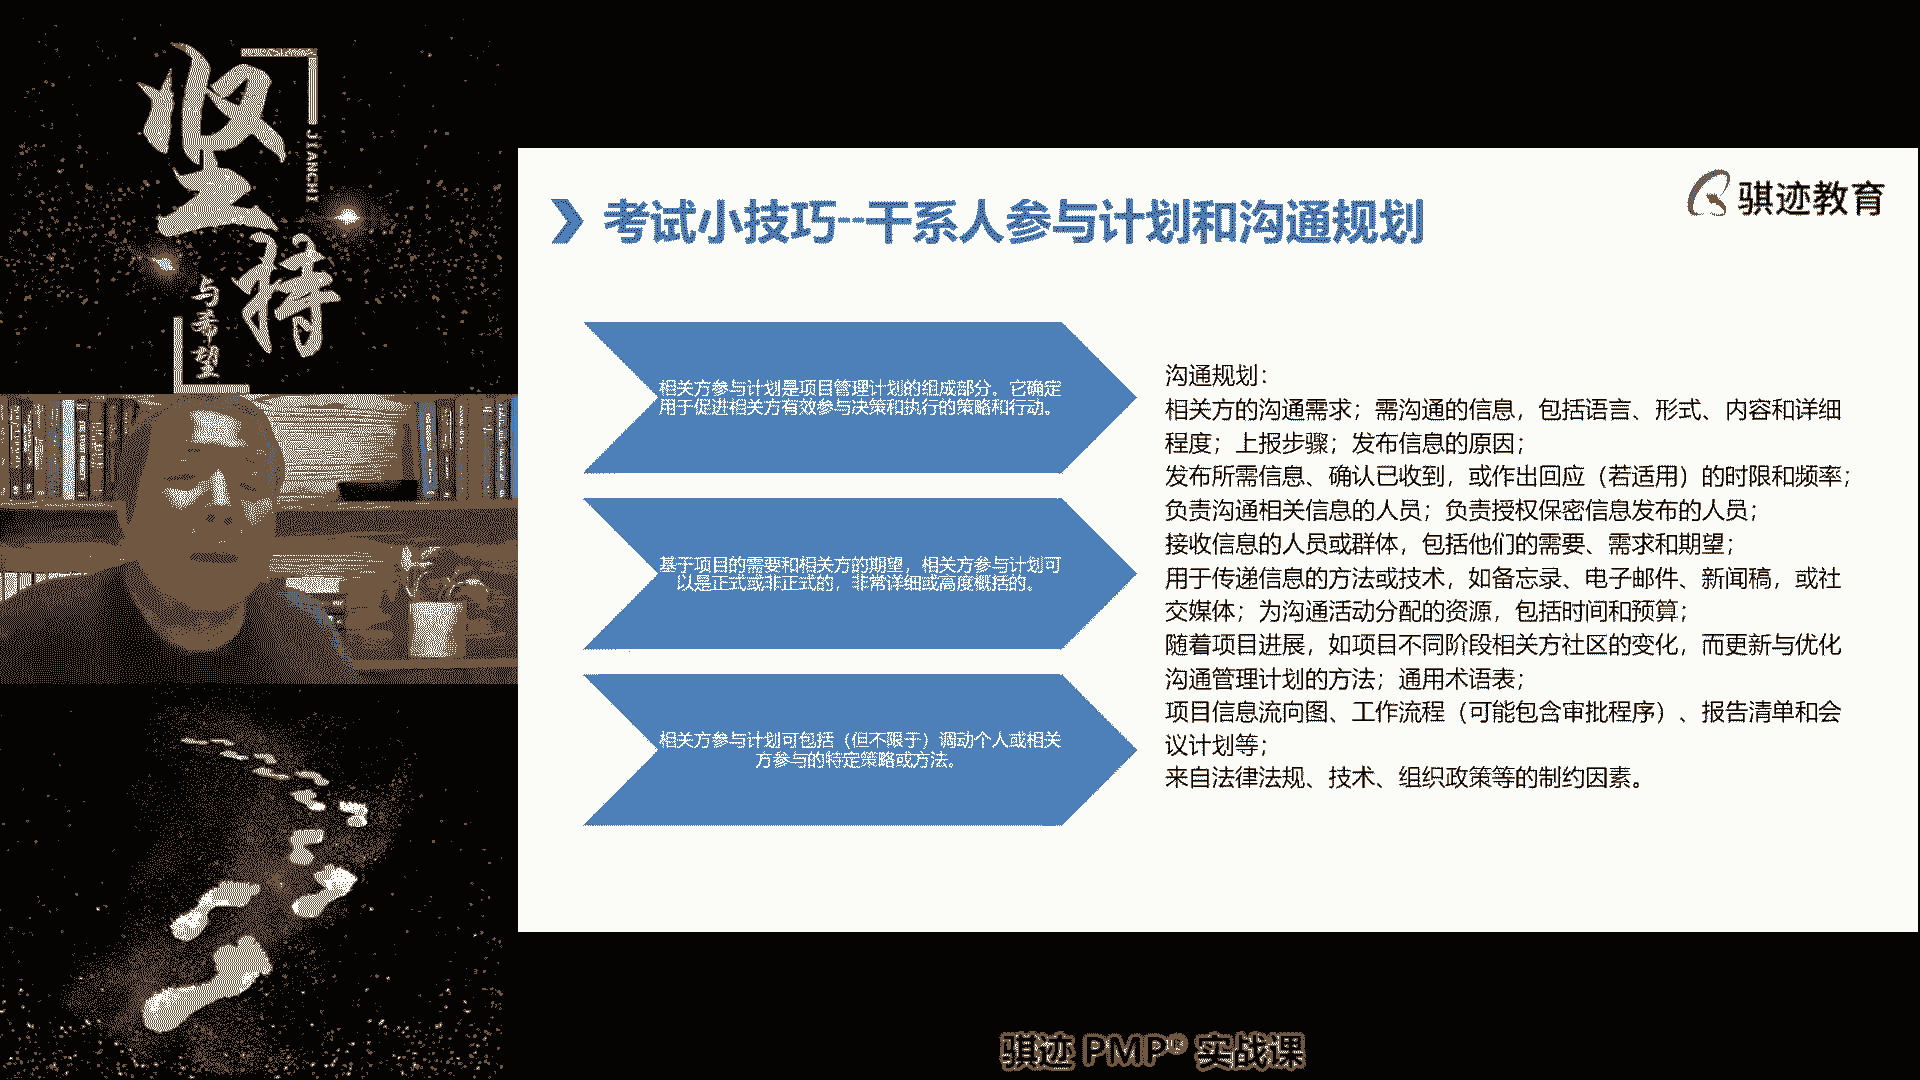 坚持
JIANCHI
与希望
骐迹教育
考试小技巧--干系人参与计划和沟通规划
相关方参与计划是项目管理计划的组成部分。它确定
用于促进相关方有效参与决策和执行的策略和行动。
基于项目的需要和相关方的期望，相关方参与计划可
以是正式或非正式的，非常详细或高度概括的。
相关方参与计划可包括（但不限于）调动个人或相关
方参与的特定策略或方法。
沟通规划：
相关方的沟通需求；需沟通的信息，包括语言、形式、内容和详细
程度；上报步骤；发布信息的原因；
发布所需信息、确认已收到，或作出回应（若适用）的时限和频率；
负责沟通相关信息的人员；负责授权保密信息发布的人员；
接收信息的人员或群体，包括他们的需要、需求和期望；
用于传递信息的方法或技术，如备忘录、电子邮件、新闻稿，或社
交媒体；为沟通活动分配的资源，包括时间和预算；
随着项目进展，如项目不同阶段相关方社区的变化，而更新与优化
沟通管理计划的方法；通用术语表；
项目信息流向图、工作流程（可能包含审批程序）、报告清单和会
议计划等；
来自法律法规、技术、组织政策等的制约因素。
骐迹 PMP® 实战课